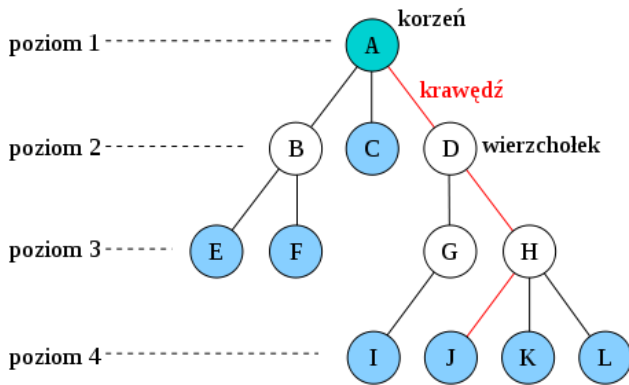 korzeń
poziom 1
A
krawędź
poziom 2
B
C
D
wierzchołek
poziom 3
E
F
G
H
poziom 4
I
J
K
L